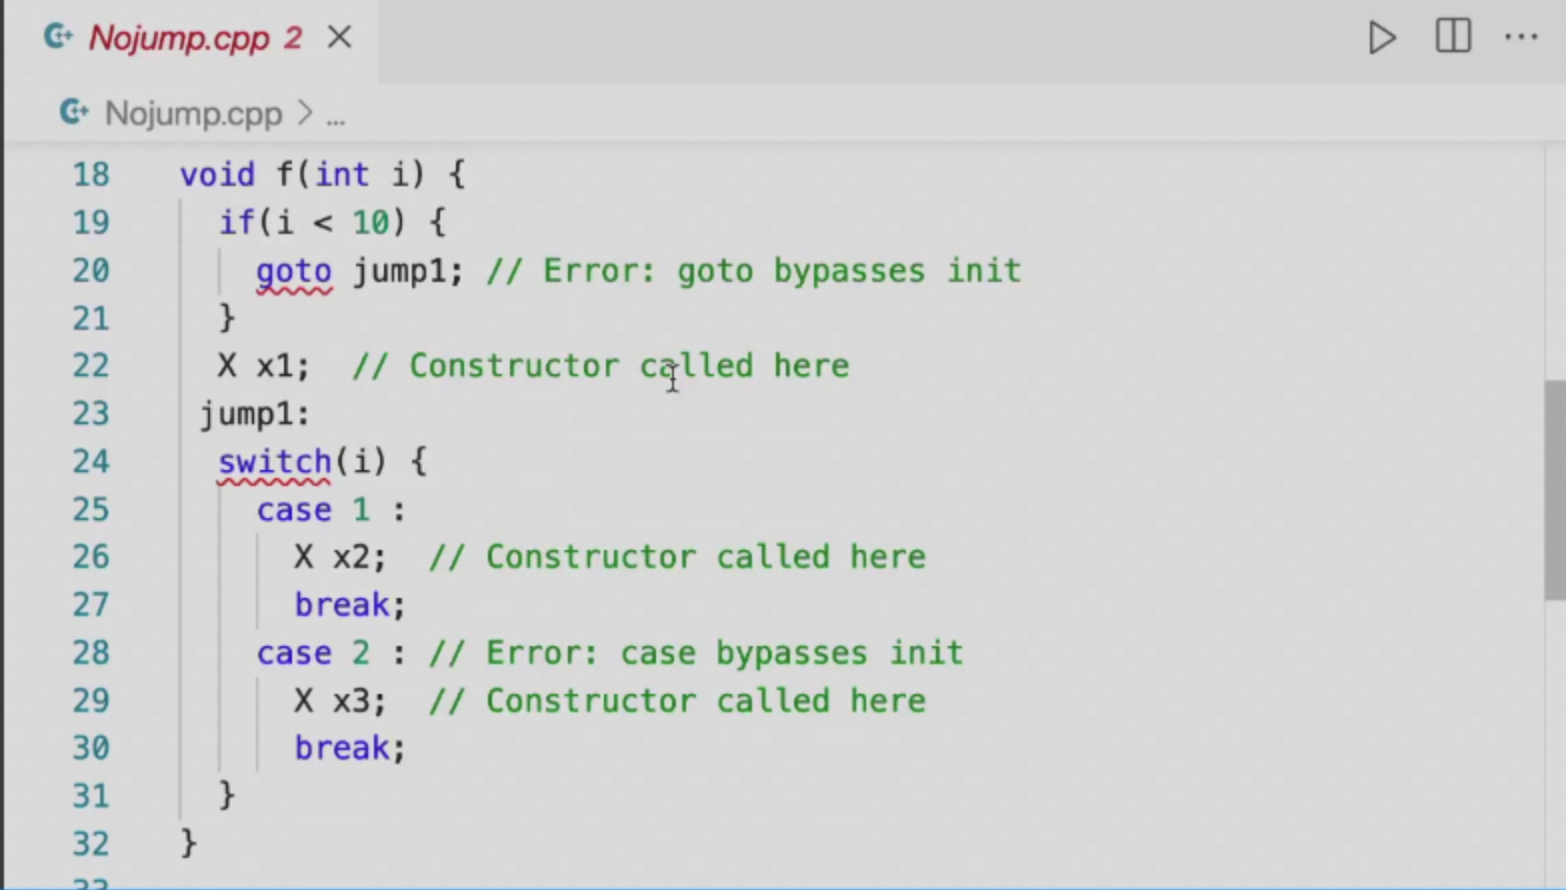 Nojump.cpp 2
Nojump.cpp > ...
18 void f(int i) {
19 if(i < 10) {
20 goto jump1; // Error: goto bypasses init
21 }
22 X x1; // Constructor called here
23 jump1:
24 switch(i) {
25 case 1 :
26 X x2; // Constructor called here
27 break;
28 case 2 : // Error: case bypasses init
29 X x3; // Constructor called here
30 break;
31 }
32 }
33